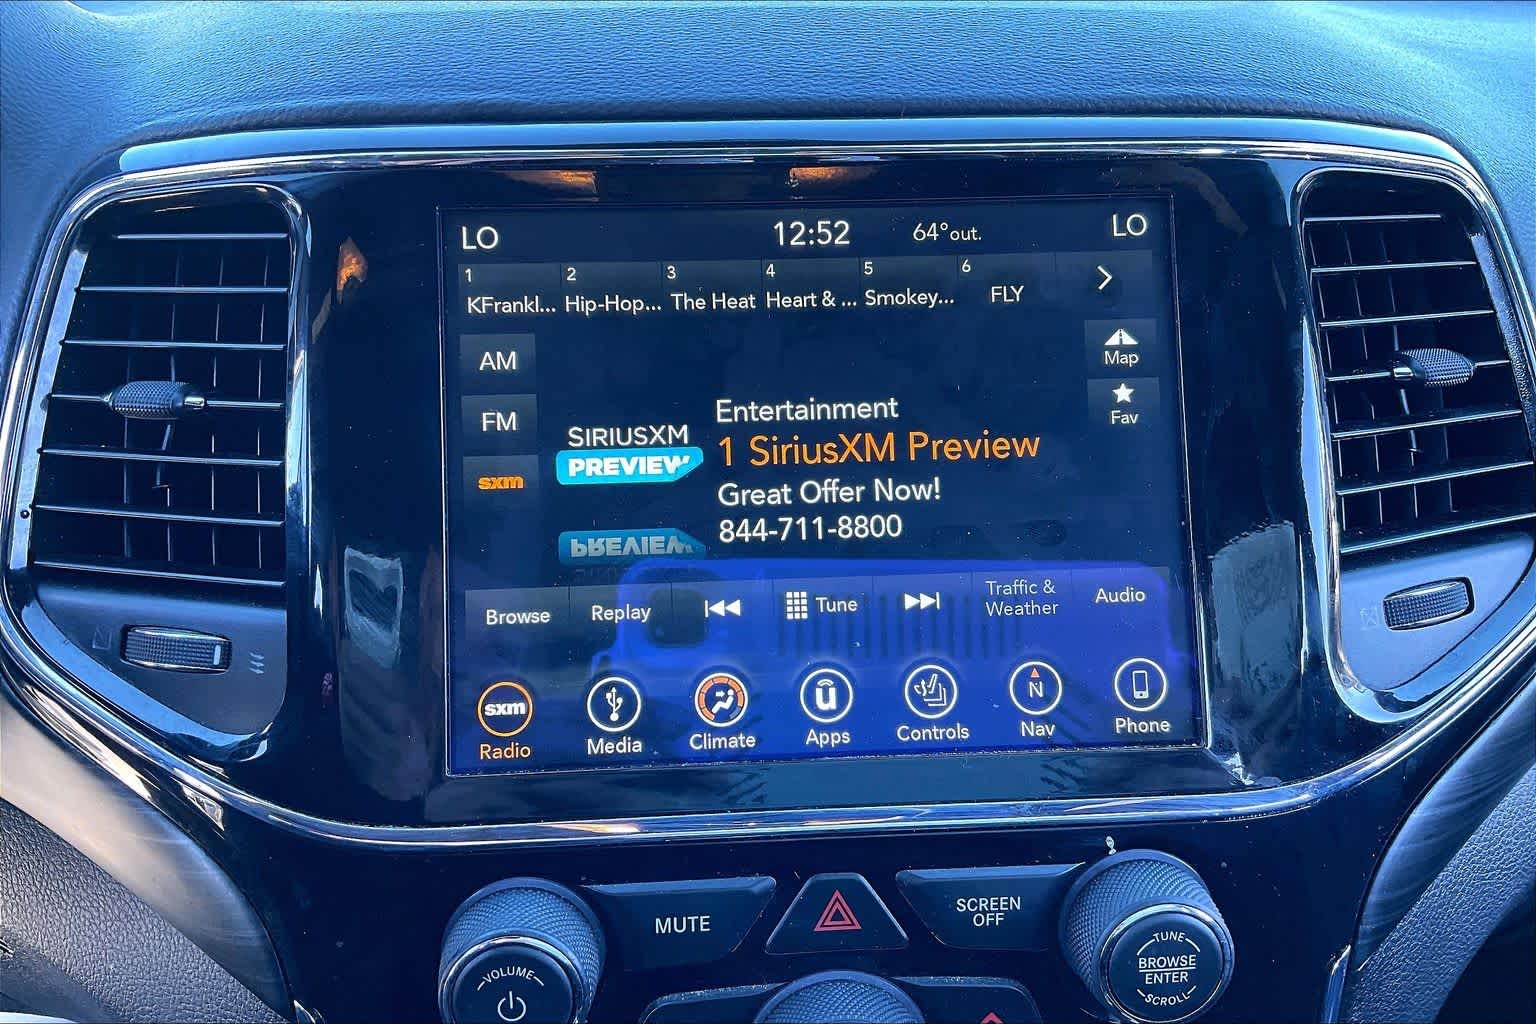 LO 12:52 64°out. LO
1 2 3 4 5 6
KFrankl... Hip-Hop... The Heat Heart & ... Smokey... FLY
AM
Map
FM
Fav
sxm
SIRIUSXM
PREVIEW
Entertainment
1 SiriusXM Preview
Great Offer Now!
844-711-8800
Browse Replay Tune Traffic & Weather Audio
sxm u N
Radio Media Climate Apps Controls Nav Phone
MUTE
SCREEN
OFF
VOLUME
TUNE
BROWSE
ENTER
SCROLL